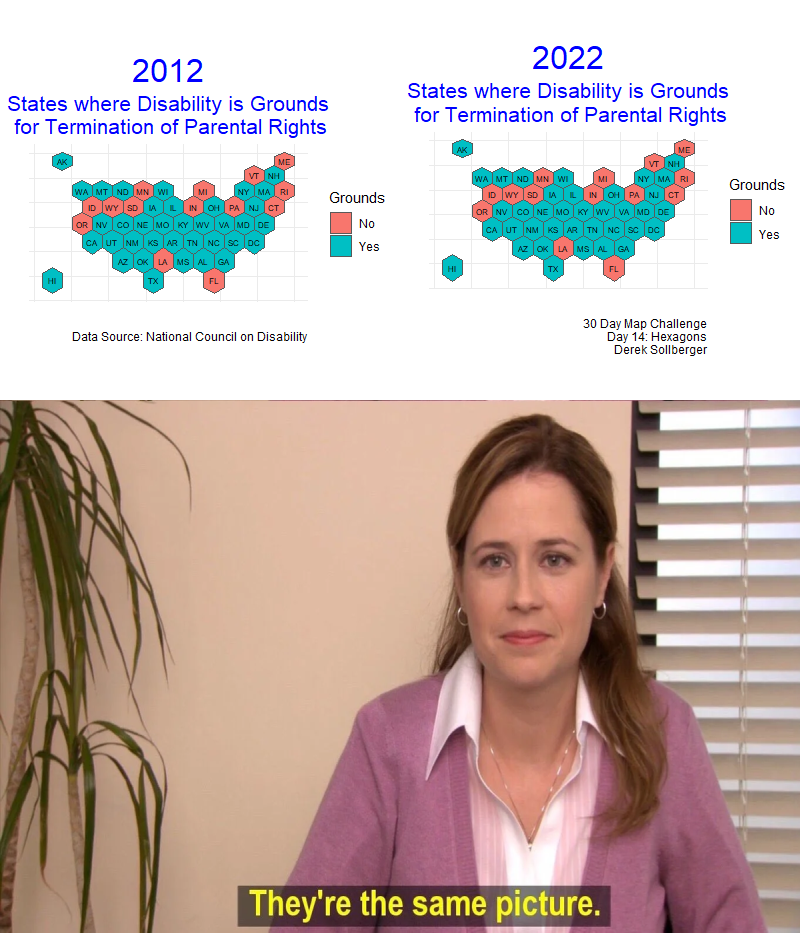 2012
States where Disability is Grounds
for Termination of Parental Rights
AK ME
VT NH
WA MT ND MN WI MI NY MA RI
ID WY SD IA IL IN OH PA NJ CT
OR NV CO NE MO KY WV VA MD DE
CA UT NM KS AR TN NC SC DC
AZ OK LA MS AL GA
HI TX FL
Grounds
No
Yes
Data Source: National Council on Disability
2022
States where Disability is Grounds
for Termination of Parental Rights
AK ME
VT NH
WA MT ND MN WI MI NY MA RI
ID WY SD IA IL IN OH PA NJ CT
OR NV CO NE MO KY WV VA MD DE
CA UT NM KS AR TN NC SC DC
AZ OK LA MS AL GA
HI TX FL
Grounds
No
Yes
30 Day Map Challenge
Day 14: Hexagons
Derek Sollberger
They're the same picture.